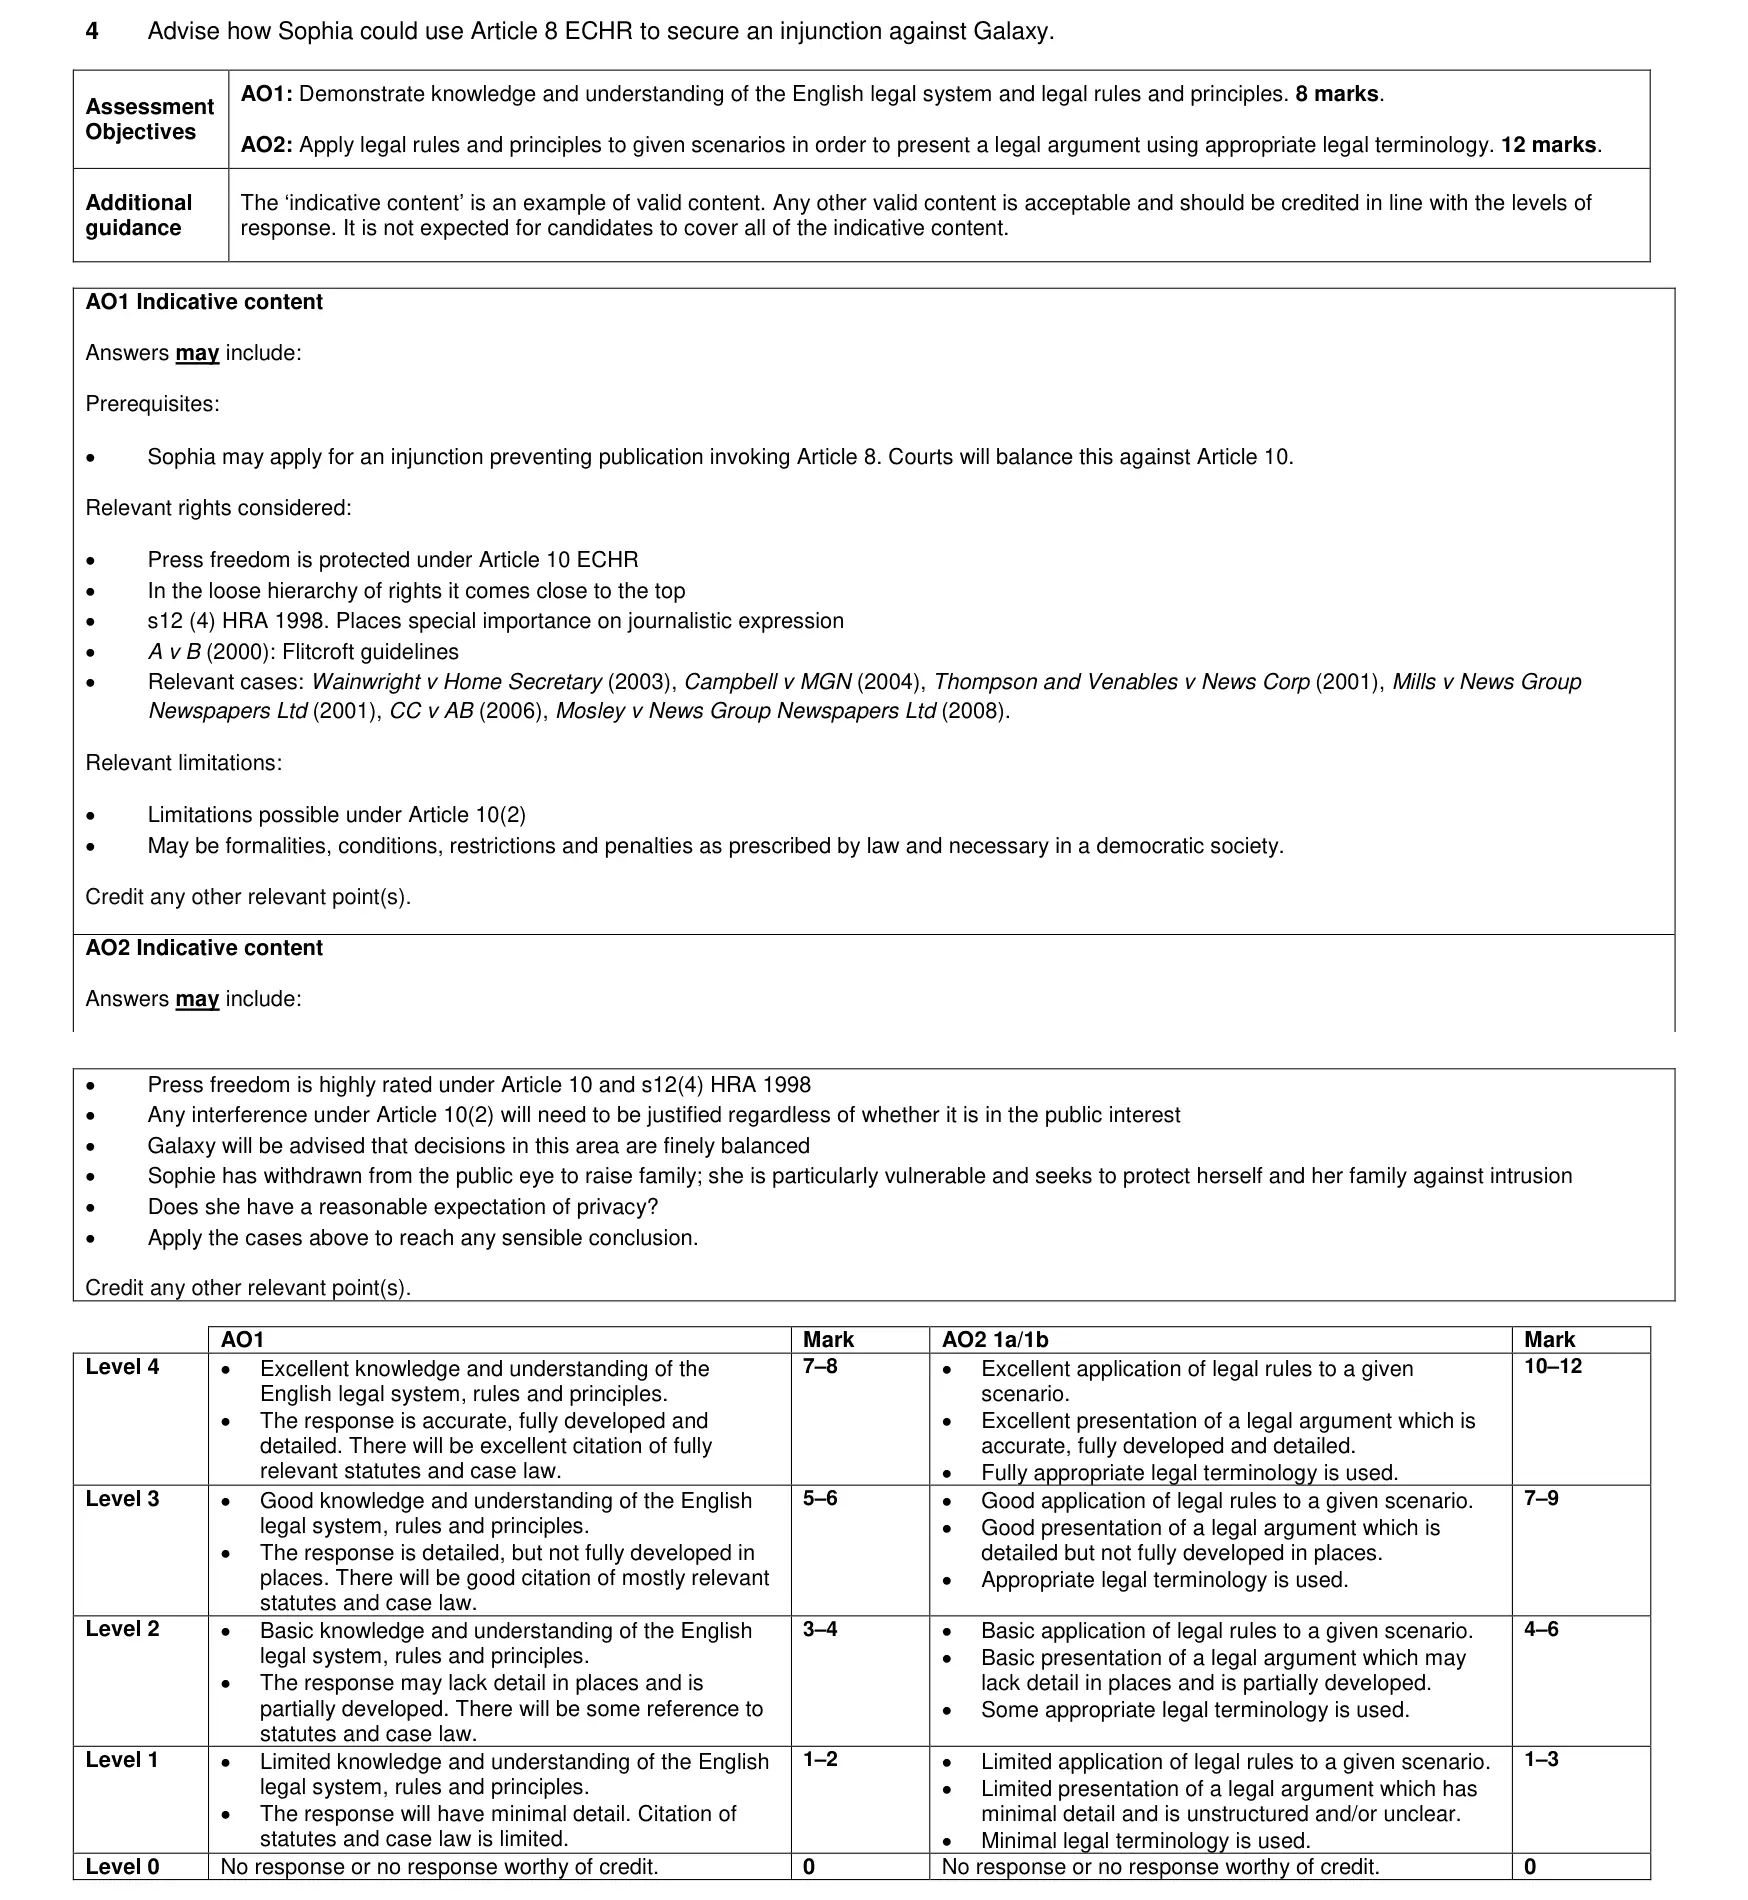 4 Advise how Sophia could use Article 8 ECHR to secure an injunction against Galaxy.
Assessment Objectives
AO1: Demonstrate knowledge and understanding of the English legal system and legal rules and principles. 8 marks.
AO2: Apply legal rules and principles to given scenarios in order to present a legal argument using appropriate legal terminology. 12 marks.
Additional guidance
The ‘indicative content’ is an example of valid content. Any other valid content is acceptable and should be credited in line with the levels of
response. It is not expected for candidates to cover all of the indicative content.
AO1 Indicative content
Answers may include:
Prerequisites:
• Sophia may apply for an injunction preventing publication invoking Article 8. Courts will balance this against Article 10.
Relevant rights considered:
• Press freedom is protected under Article 10 ECHR
• In the loose hierarchy of rights it comes close to the top
• s12 (4) HRA 1998. Places special importance on journalistic expression
• A v B (2000): Flitcroft guidelines
• Relevant cases: Wainwright v Home Secretary (2003), Campbell v MGN (2004), Thompson and Venables v News Corp (2001), Mills v News Group
Newspapers Ltd (2001), CC v AB (2006), Mosley v News Group Newspapers Ltd (2008).
Relevant limitations:
• Limitations possible under Article 10(2)
• May be formalities, conditions, restrictions and penalties as prescribed by law and necessary in a democratic society.
Credit any other relevant point(s).
AO2 Indicative content
Answers may include:
• Press freedom is highly rated under Article 10 and s12(4) HRA 1998
• Any interference under Article 10(2) will need to be justified regardless of whether it is in the public interest
• Galaxy will be advised that decisions in this area are finely balanced
• Sophie has withdrawn from the public eye to raise family; she is particularly vulnerable and seeks to protect herself and her family against intrusion
• Does she have a reasonable expectation of privacy?
• Apply the cases above to reach any sensible conclusion.
Credit any other relevant point(s).
AO1 Mark AO2 1a/1b Mark
Level 4
• Excellent knowledge and understanding of the
English legal system, rules and principles.
• The response is accurate, fully developed and
detailed. There will be excellent citation of fully
relevant statutes and case law.
7–8
• Excellent application of legal rules to a given
scenario.
• Excellent presentation of a legal argument which is
accurate, fully developed and detailed.
• Fully appropriate legal terminology is used.
10–12
Level 3
• Good knowledge and understanding of the English
legal system, rules and principles.
• The response is detailed, but not fully developed in
places. There will be good citation of mostly relevant
statutes and case law.
5–6
• Good application of legal rules to a given scenario.
• Good presentation of a legal argument which is
detailed but not fully developed in places.
• Appropriate legal terminology is used.
7–9
Level 2
• Basic knowledge and understanding of the English
legal system, rules and principles.
• The response may lack detail in places and is
partially developed. There will be some reference to
statutes and case law.
3–4
• Basic application of legal rules to a given scenario.
• Basic presentation of a legal argument which may
lack detail in places and is partially developed.
• Some appropriate legal terminology is used.
4–6
Level 1
• Limited knowledge and understanding of the English
legal system, rules and principles.
• The response will have minimal detail. Citation of
statutes and case law is limited.
1–2
• Limited application of legal rules to a given scenario.
• Limited presentation of a legal argument which has
minimal detail and is unstructured and/or unclear.
• Minimal legal terminology is used.
1–3
Level 0 No response or no response worthy of credit. 0 No response or no response worthy of credit. 0